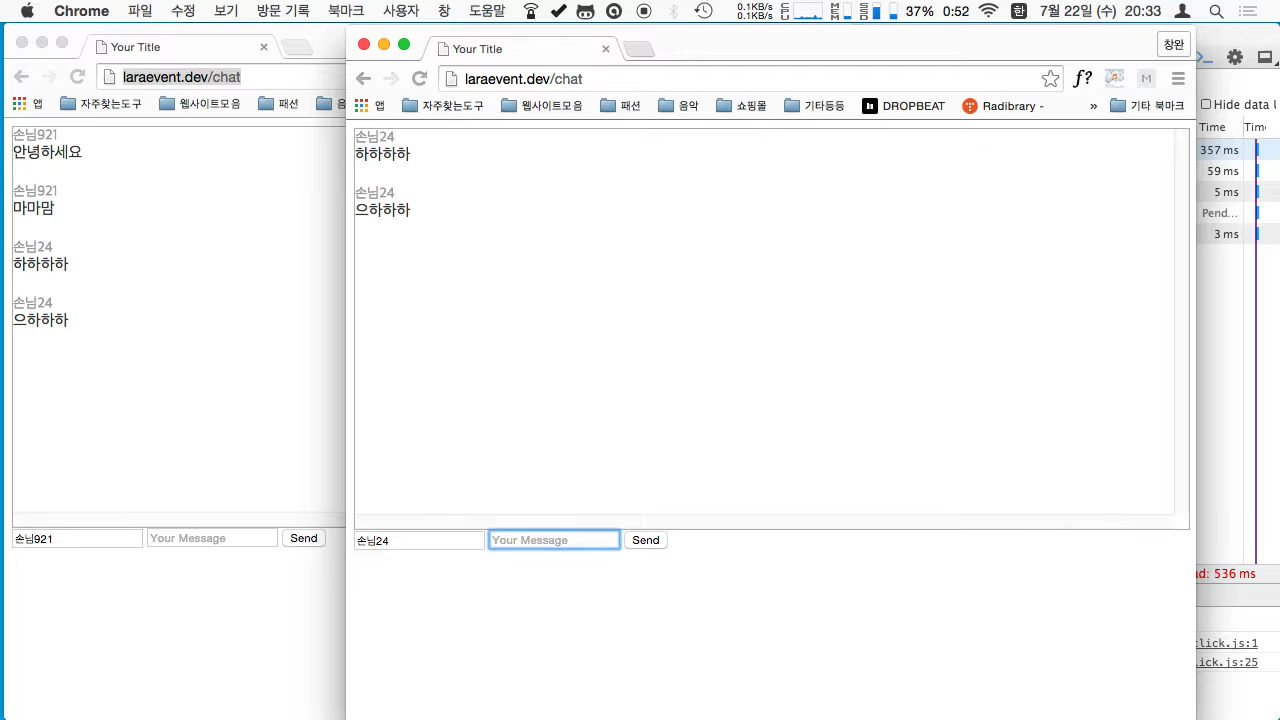 Chrome 파일 수정 보기 방문 기록 북마크 사용자 창 도움말 0.1KB/s 0.1KB/s 37% 0:52 한 7월 22일 (수) 20:33
Your Title
laraevent.dev/chat
앱 자주찾는도구 웹사이트모음 패션
손님921
안녕하세요
손님921
마마맘
손님24
하하하하
손님24
으하하하
손님921 Your Message Send
Your Title
창완
laraevent.dev/chat
f? M
앱 자주찾는도구 웹사이트모음 패션 음악 쇼핑몰 기타등등 DROPBEAT Radibrary - » 기타 북마크
손님24
하하하하
손님24
으하하하
손님24 Your Message Send
Hide data
Time
357 ms
59 ms
5 ms
Pend...
3 ms
536 ms
click.js:1
lick.js:25